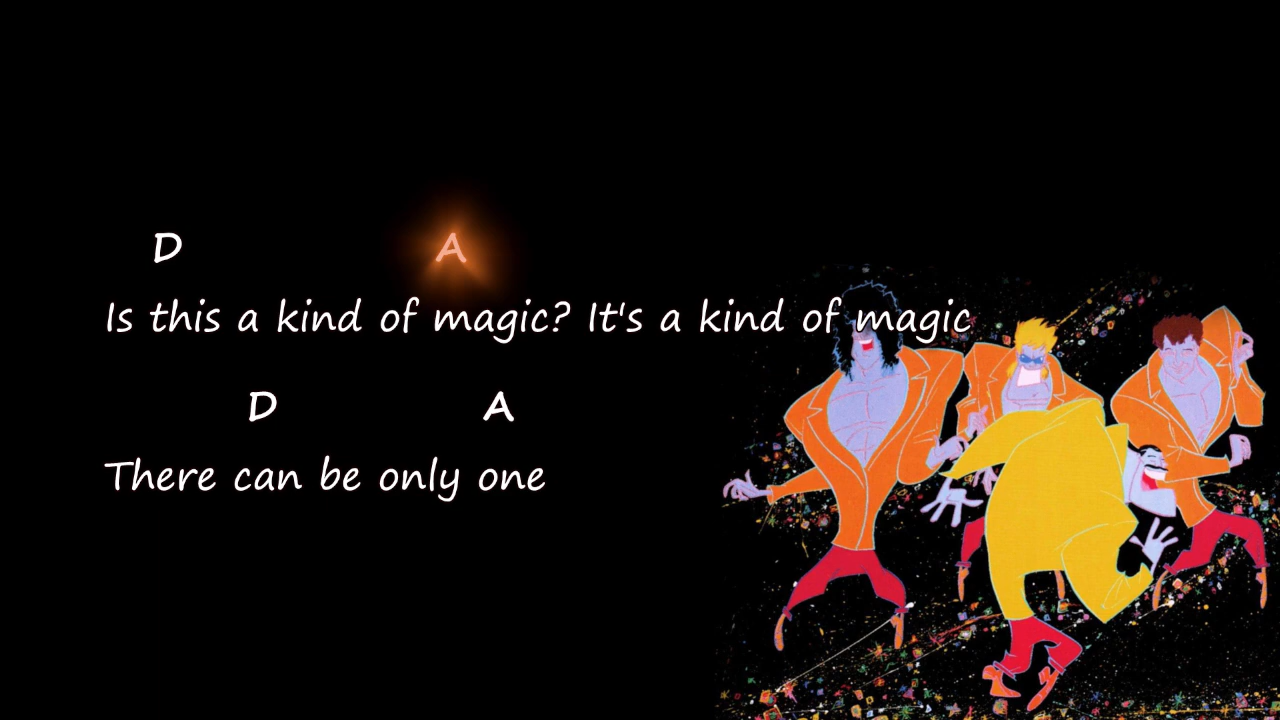 D A
Is this a kind of magic? It's a kind of magic
D A
There can be only one